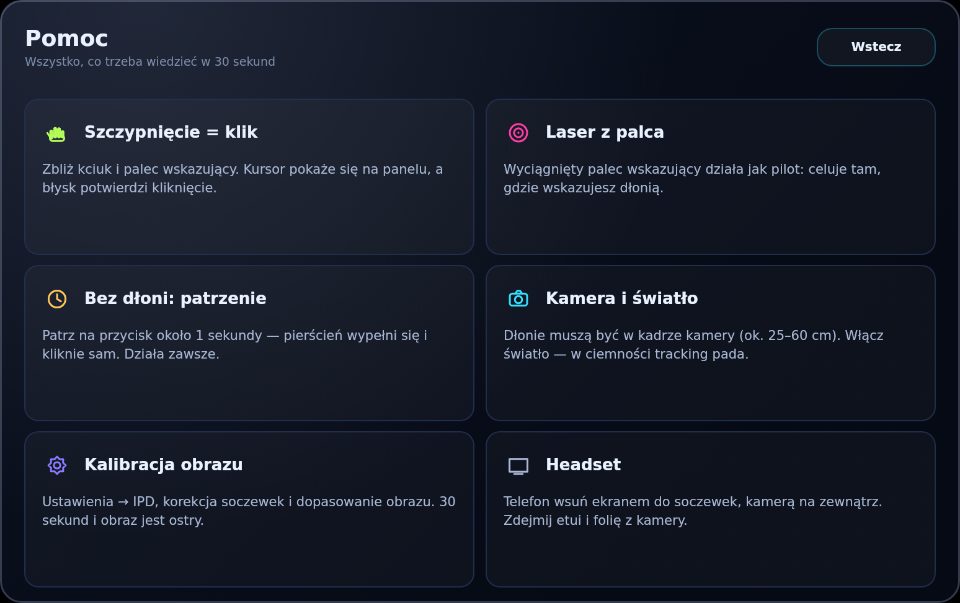 Pomoc
Wszystko, co trzeba wiedzieć w 30 sekund
Wstecz
Szczypnięcie = klik
Zbliż kciuk i palec wskazujący. Kursor pokaże się na panelu, a
błysk potwierdzi kliknięcie.
Laser z palca
Wyciągnięty palec wskazujący działa jak pilot: celuje tam,
gdzie wskazujesz dłonią.
Bez dłoni: patrzenie
Patrz na przycisk około 1 sekundy — pierścień wypełni się i
kliknie sam. Działa zawsze.
Kamera i światło
Dłonie muszą być w kadrze kamery (ok. 25–60 cm). Włącz
światło — w ciemności tracking pada.
Kalibracja obrazu
Ustawienia → IPD, korekcja soczewek i dopasowanie obrazu. 30
sekund i obraz jest ostry.
Headset
Telefon wsuń ekranem do soczewek, kamerą na zewnątrz.
Zdejmij etui i folię z kamery.